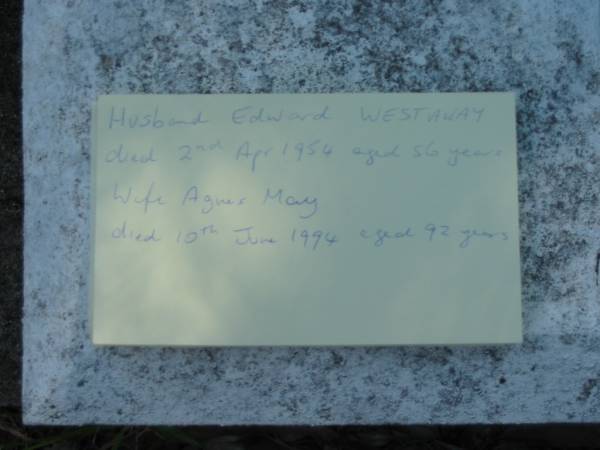 Husband Edward WESTAWAY
died 2nd Apr 1954 aged 56 years
Wife Agnes May
died 10th June 1994 aged 92 years